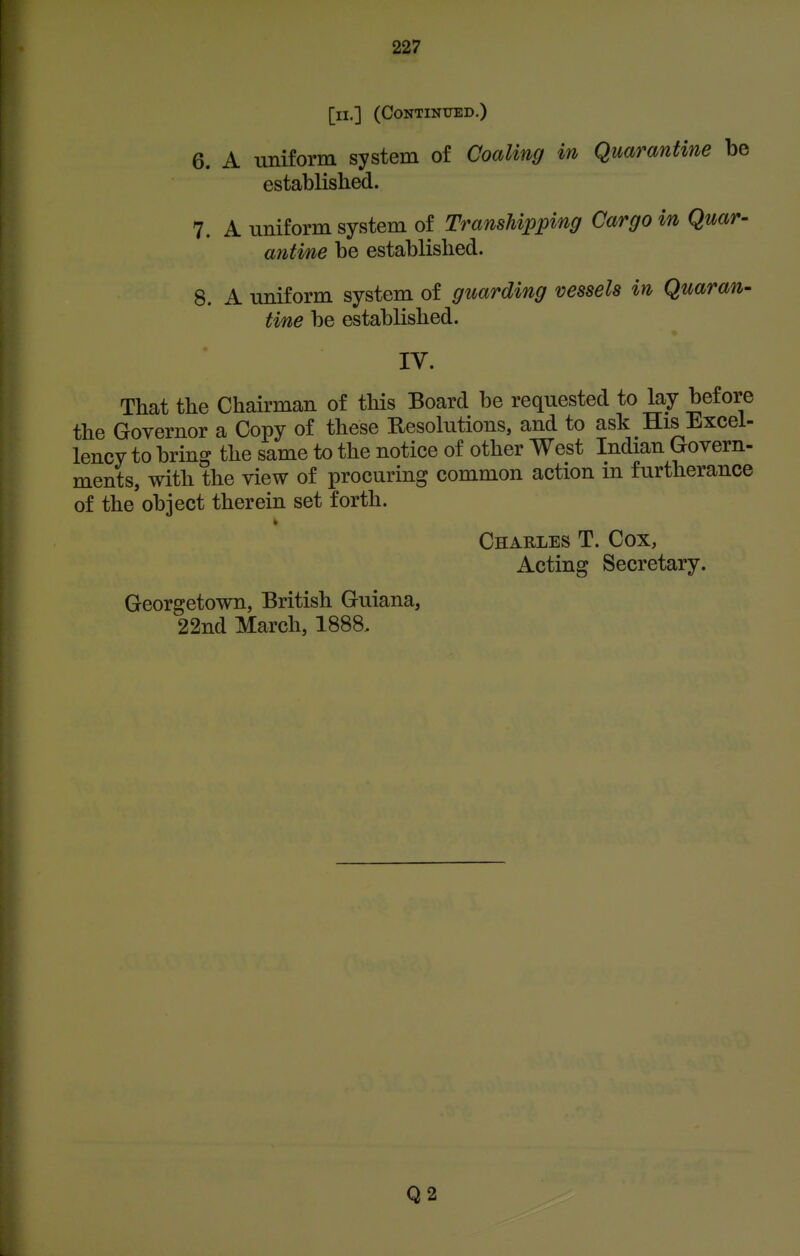 227
[II.] (CONTINUED.)
6. A uniform system of Coaling in Quarantine be
established.
7. A uniform system of Transhipping Cargo in Quar-
antine be established.
8. A uniform system of guarding vessels in Quaran-
tine be established.
IV.
That the Chairman of this Board be requested to lay before
the Governor a Copy of these Resolutions, and to ask His Excel-
lency to bring the same to the notice of other West Indian Govern-
ments, with the view of procuring common action in furtherance
of the object therein set forth.
CHARLES T. COX,
Acting Secretary.
Georgetown, British Guiana,
22nd March, 1888.
Q 2